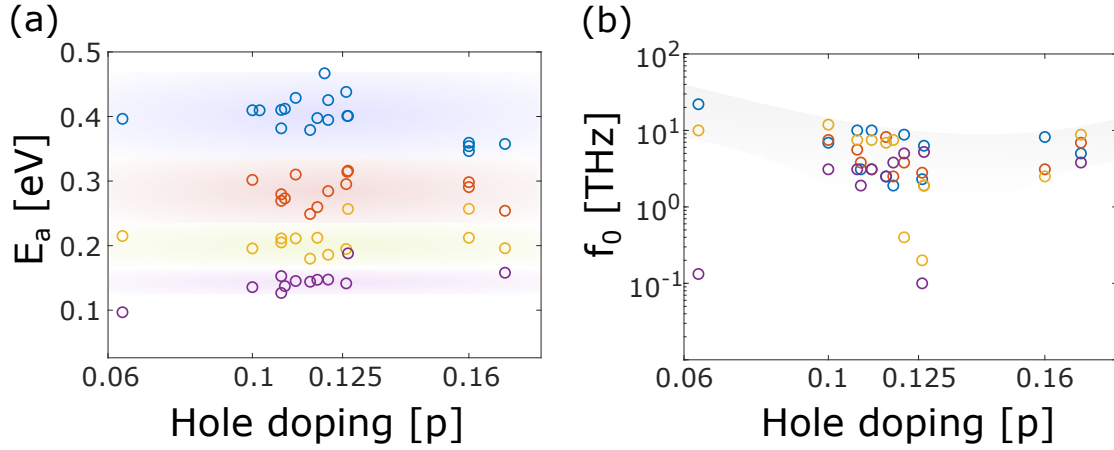 (a)
0.5
0.4
0.3
0.2
0.1
E_a [eV]
0.06
0.1
0.125
0.16
Hole doping [p]
(b)
10^2
10^1
10^0
10^-1
f_0 [THz]
0.06
0.1
0.125
0.16
Hole doping [p]